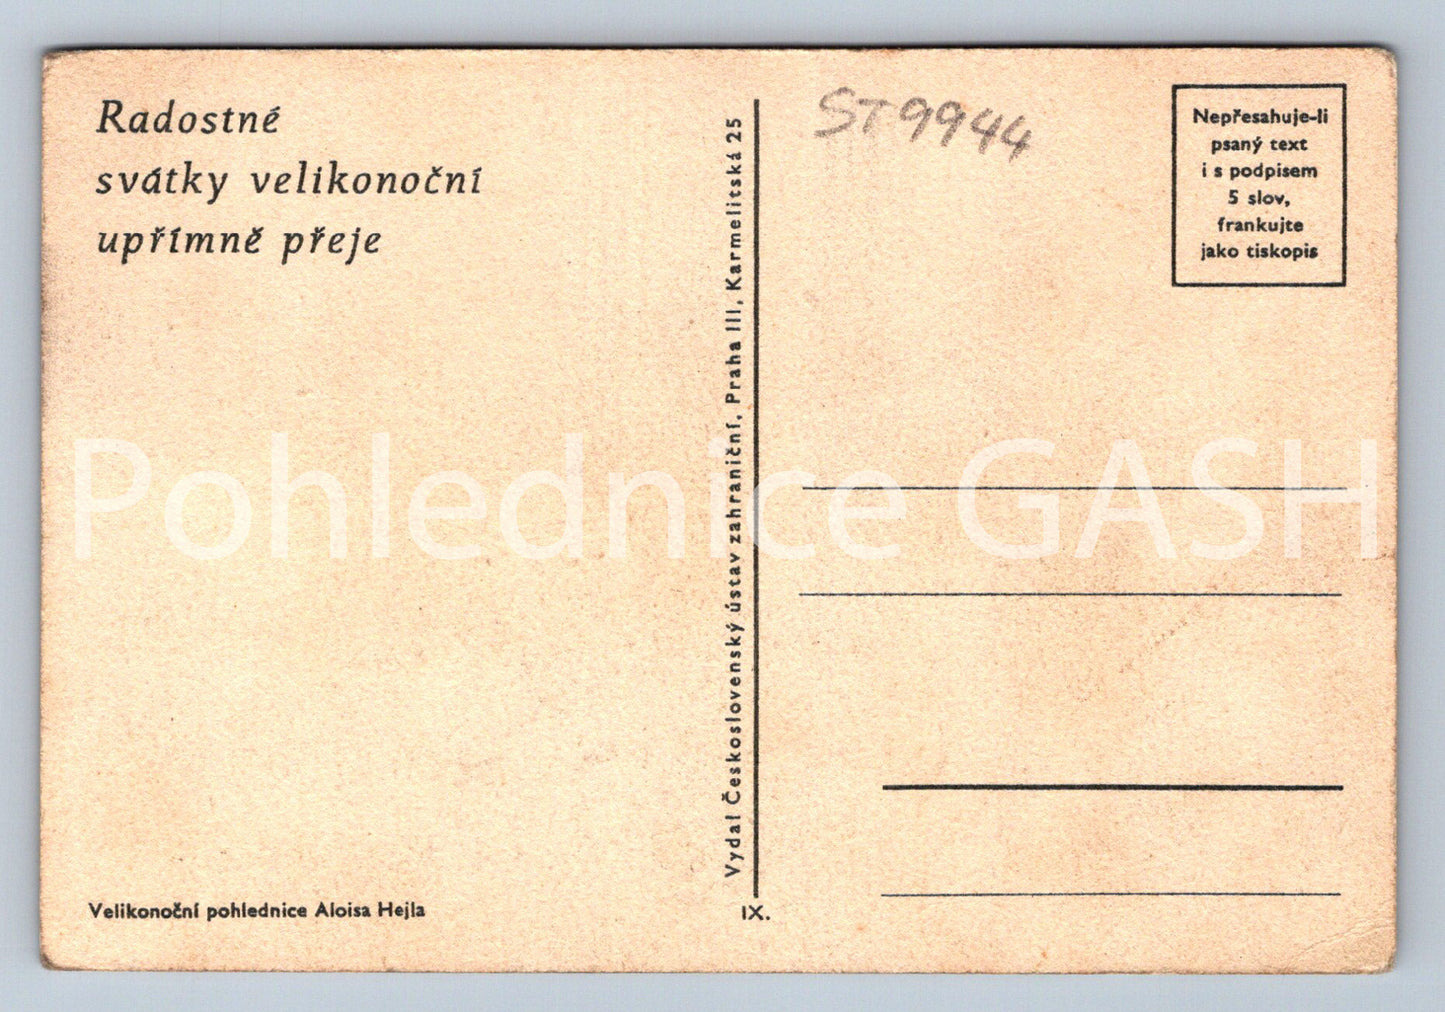 Radostné
svátky velikonoční
upřímně přeje
Velikonoční pohlednice Aloisa Hejla
Vydal Československý ústav zahraniční, Praha III, Karmelitská 25
IX.
ST9944
Nepřesahuje-li
psaný text
i s podpisem
5 slov,
frankujte
jako tiskopis
Pohlednice GASH